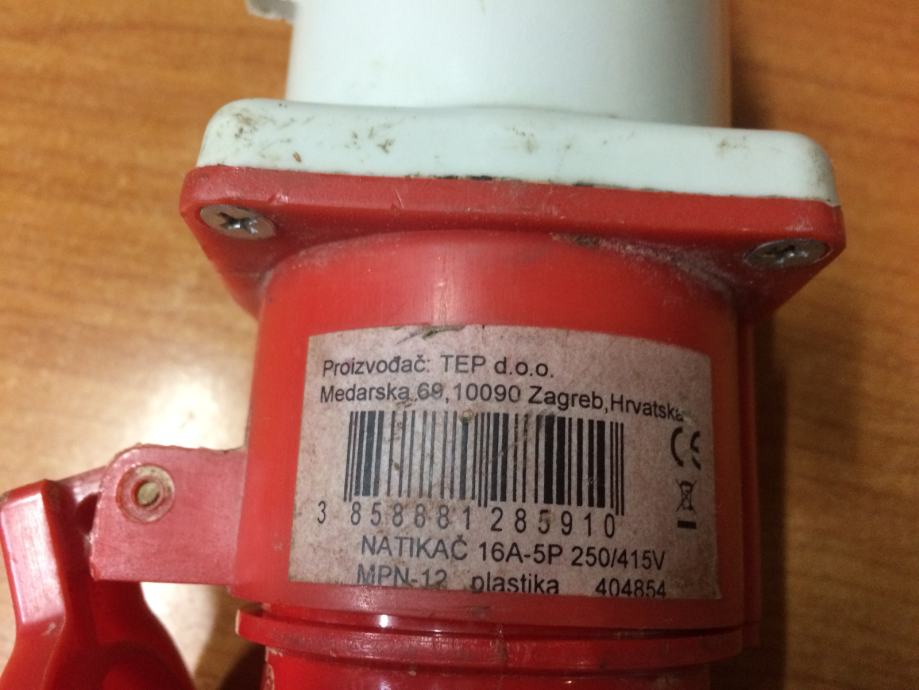 Proizvođač: TEP d.o.o.
Medarska 69,10090 Zagreb,Hrvatska
CE
3 858881 285910
NATIKAČ 16A-5P 250/415V
MPN-12 plastika 404854